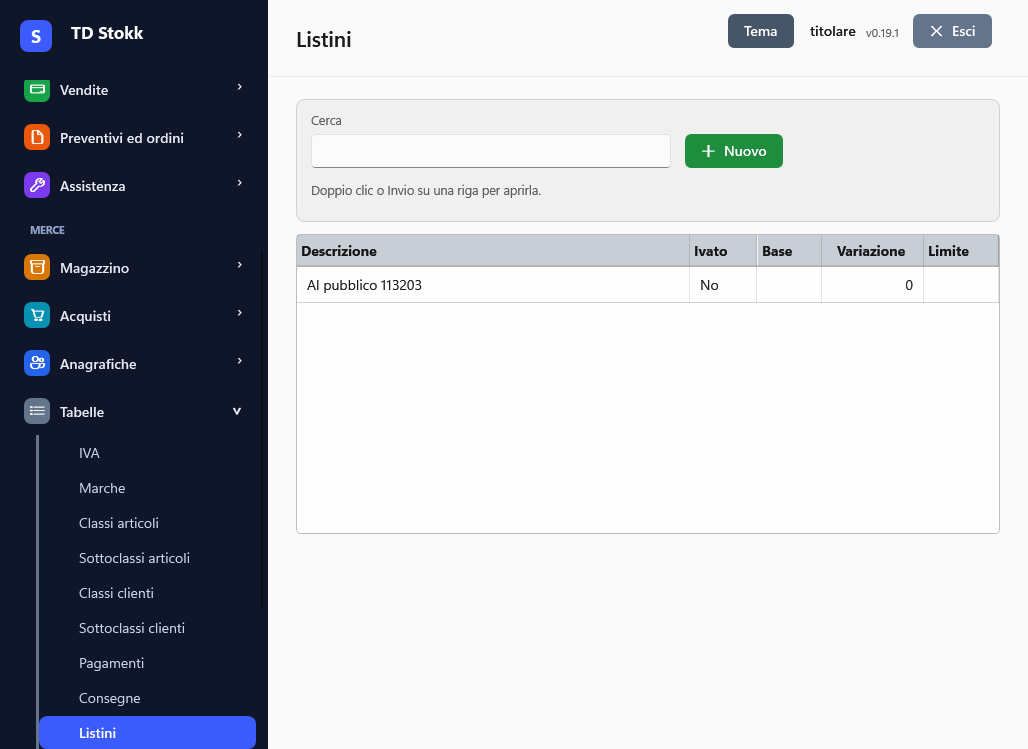 S
TD Stokk
Vendite
Preventivi ed ordini
Assistenza
MERCE
Magazzino
Acquisti
Anagrafiche
Tabelle
IVA
Marche
Classi articoli
Sottoclassi articoli
Classi clienti
Sottoclassi clienti
Pagamenti
Consegne
Listini
Listini
Tema
titolare v0.19.1
Esci
Cerca
Nuovo
Doppio clic o Invio su una riga per aprirla.
Descrizione Ivato Base Variazione Limite
Al pubblico 113203 No 0